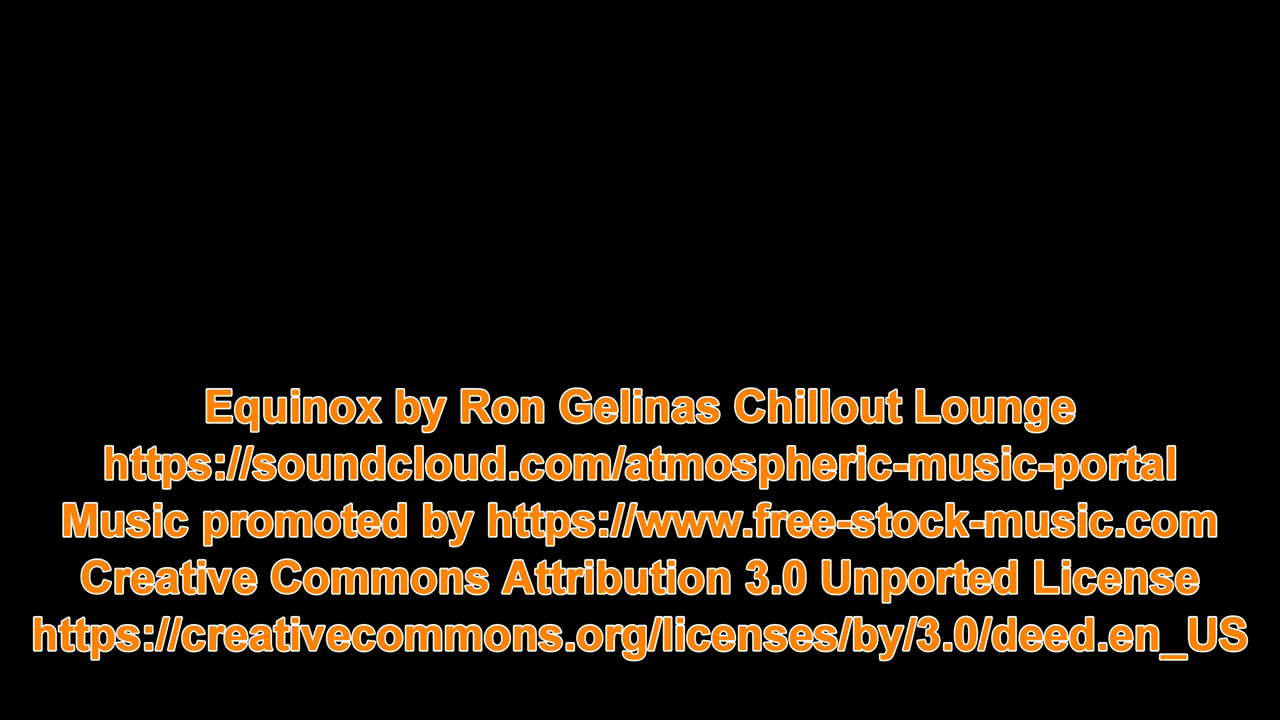 Equinox by Ron Gelinas Chillout Lounge
https://soundcloud.com/atmospheric-music-portal
Music promoted by https://www.free-stock-music.com
Creative Commons Attribution 3.0 Unported License
https://creativecommons.org/licenses/by/3.0/deed.en_US